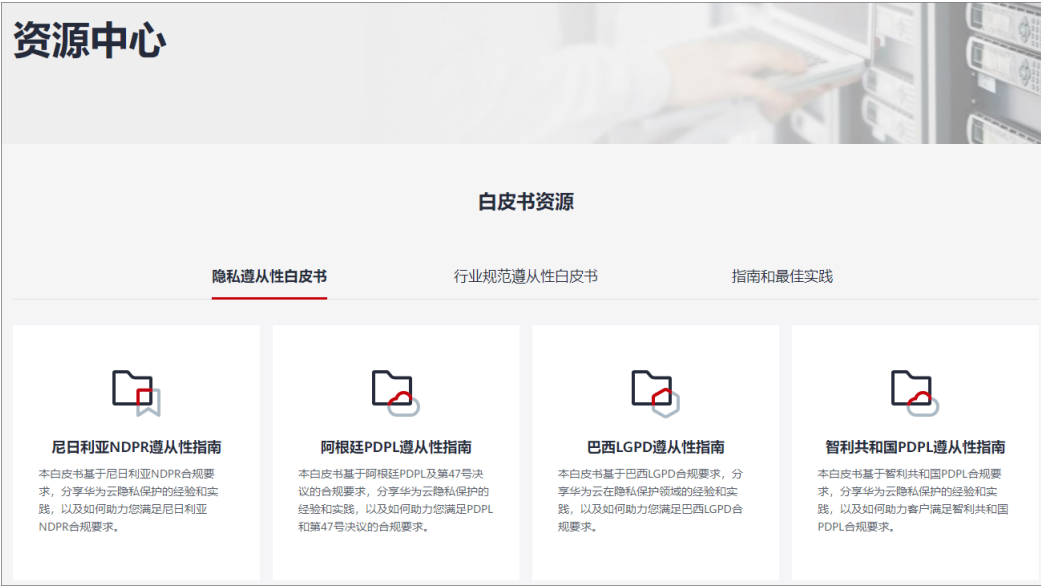 资源中心
白皮书资源
隐私遵从性白皮书
行业规范遵从性白皮书
指南和最佳实践
尼日利亚NDPR遵从性指南
本白皮书基于尼日利亚NDPR合规要
求，分享华为云隐私保护的经验和实
践，以及如何助力您满足尼日利亚
NDPR合规要求。
阿根廷PDPL遵从性指南
本白皮书基于阿根廷PDPL及第47号决
议的合规要求，分享华为云隐私保护的
经验和实践，以及如何助力您满足PDPL
和第47号决议的合规要求。
巴西LGPD遵从性指南
本白皮书基于巴西LGPD合规要求，分
享华为云在隐私保护领域的经验和实
践，以及如何助力您满足巴西LGPD合
规要求。
智利共和国PDPL遵从性指南
本白皮书基于智利共和国PDPL合规要
求，分享华为云隐私保护的经验和实
践，以及如何助力客户满足智利共和国
PDPL合规要求。